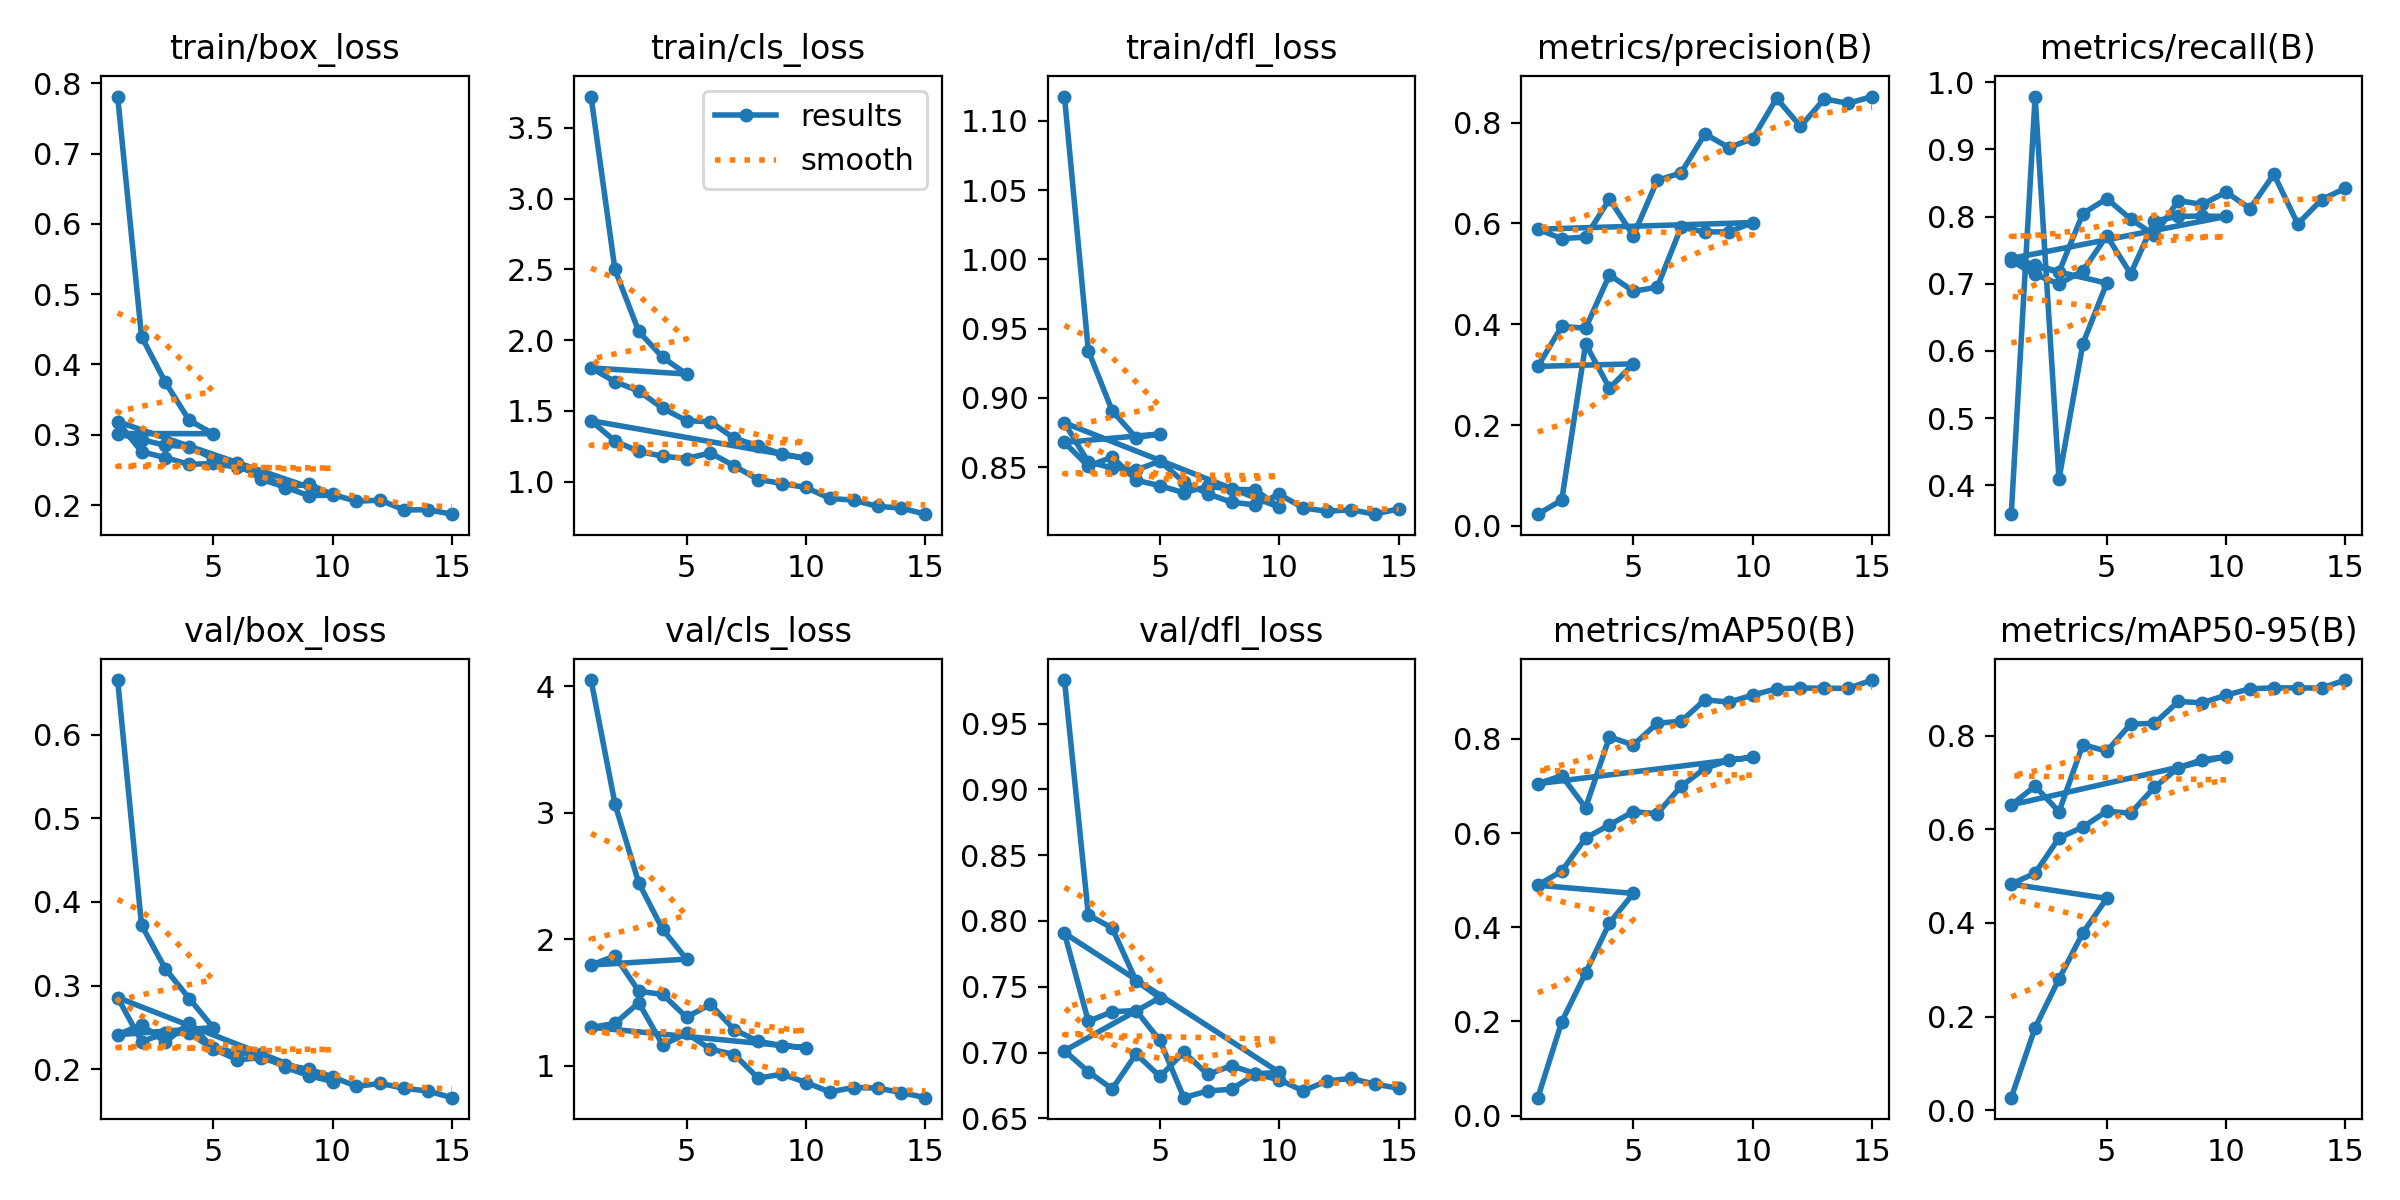 train/box_loss
train/cls_loss
train/dfl_loss
metrics/precision(B)
metrics/recall(B)
0.8
0.7
0.6
0.5
0.4
0.3
0.2
5 10 15
results
smooth
3.5
3.0
2.5
2.0
1.5
1.0
5 10 15
1.10
1.05
1.00
0.95
0.90
0.85
5 10 15
0.8
0.6
0.4
0.2
0.0
5 10 15
1.0
0.9
0.8
0.7
0.6
0.5
0.4
5 10 15
val/box_loss
val/cls_loss
val/dfl_loss
metrics/mAP50(B)
metrics/mAP50-95(B)
0.6
0.5
0.4
0.3
0.2
5 10 15
4
3
2
1
5 10 15
0.95
0.90
0.85
0.80
0.75
0.70
0.65
5 10 15
0.8
0.6
0.4
0.2
0.0
5 10 15
0.8
0.6
0.4
0.2
0.0
5 10 15